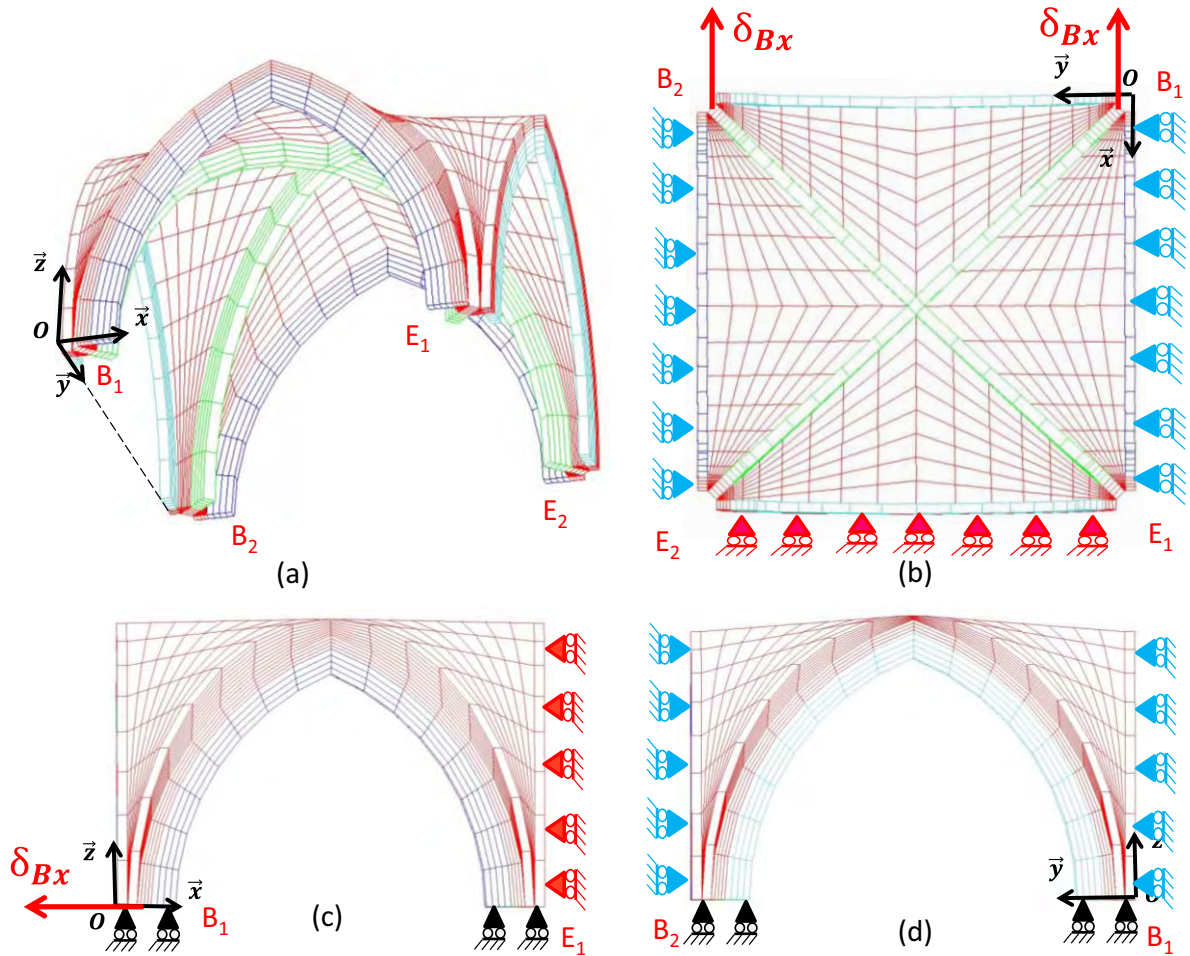 z⃗
O
x⃗
y⃗
B₁
E₁
B₂
E₂
(a)
δBx
δBx
B₂
y⃗
O
B₁
x⃗
E₂
E₁
(b)
δBx
z⃗
O
x⃗
B₁
(c)
E₁
B₂
(d)
z
y⃗
B₁